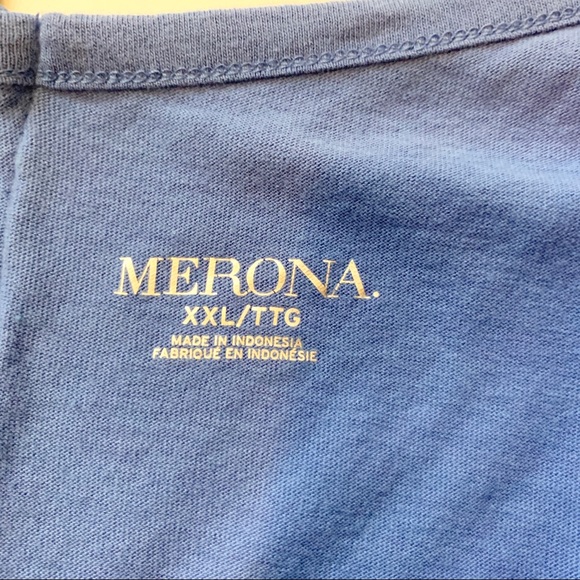 MERONA.
XXL/TTG
MADE IN INDONESIA
FABRIQUÉ EN INDONÉSIE